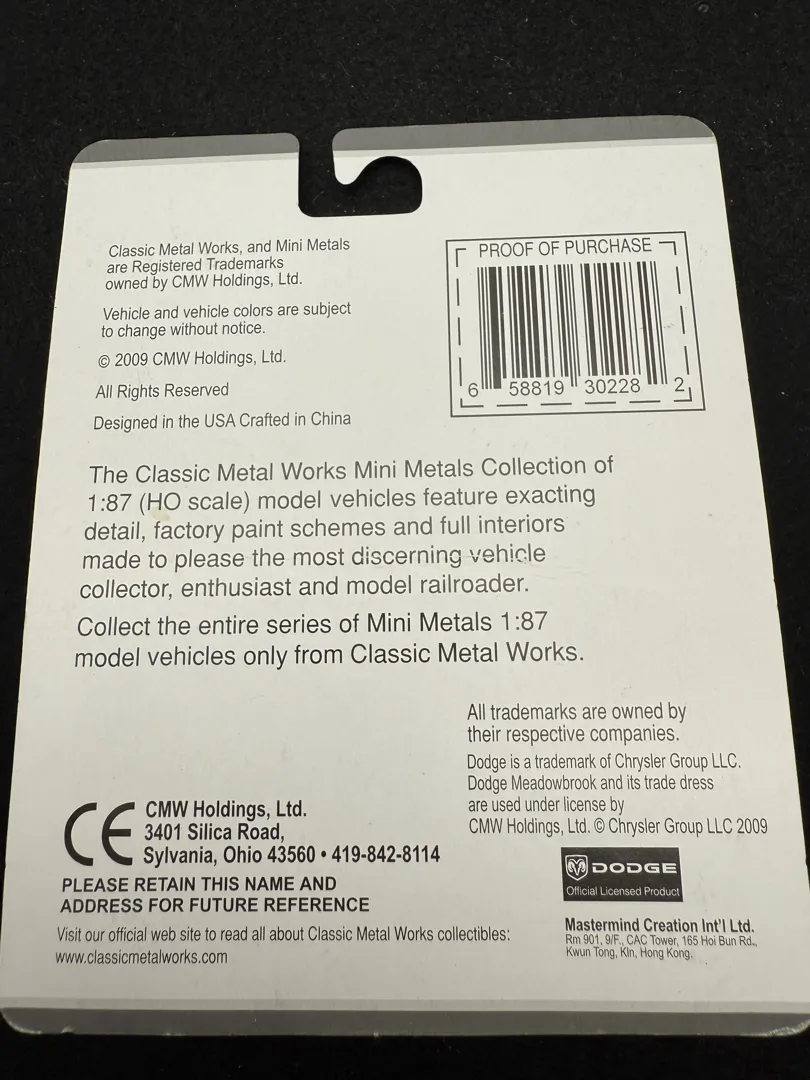 Classic Metal Works, and Mini Metals
are Registered Trademarks
owned by CMW Holdings, Ltd.
Vehicle and vehicle colors are subject
to change without notice.
© 2009 CMW Holdings, Ltd.
All Rights Reserved
Designed in the USA Crafted in China
PROOF OF PURCHASE
6 58819 30228 2
The Classic Metal Works Mini Metals Collection of
1:87 (HO scale) model vehicles feature exacting
detail, factory paint schemes and full interiors
made to please the most discerning vehicle
collector, enthusiast and model railroader.
Collect the entire series of Mini Metals 1:87
model vehicles only from Classic Metal Works.
All trademarks are owned by
their respective companies.
Dodge is a trademark of Chrysler Group LLC.
Dodge Meadowbrook and its trade dress
are used under license by
CMW Holdings, Ltd. © Chrysler Group LLC 2009
CE
CMW Holdings, Ltd.
3401 Silica Road,
Sylvania, Ohio 43560 • 419-842-8114
PLEASE RETAIN THIS NAME AND
ADDRESS FOR FUTURE REFERENCE
Visit our official web site to read all about Classic Metal Works collectibles:
www.classicmetalworks.com
DODGE
Official Licensed Product
Mastermind Creation Int'l Ltd.
Rm 901, 9/F., CAC Tower, 165 Hoi Bun Rd.,
Kwun Tong, Kln, Hong Kong.